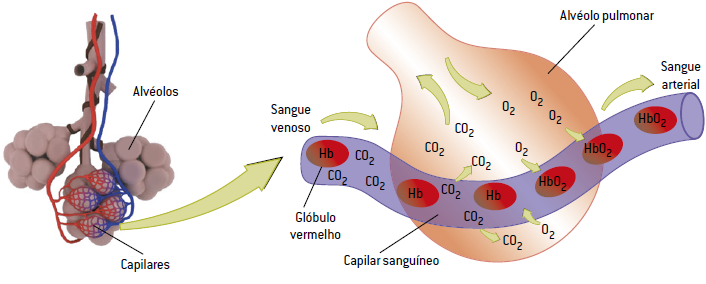 Alvéolos
Capilares
Alvéolo pulmonar
Sangue
arterial
Sangue
venoso
Glóbulo
vermelho
Capilar sanguíneo
O₂
O₂
O₂
O₂
O₂
CO₂
CO₂
CO₂
CO₂
CO₂
CO₂
CO₂
CO₂
CO₂
Hb
Hb
Hb
HbO₂
HbO₂
HbO₂